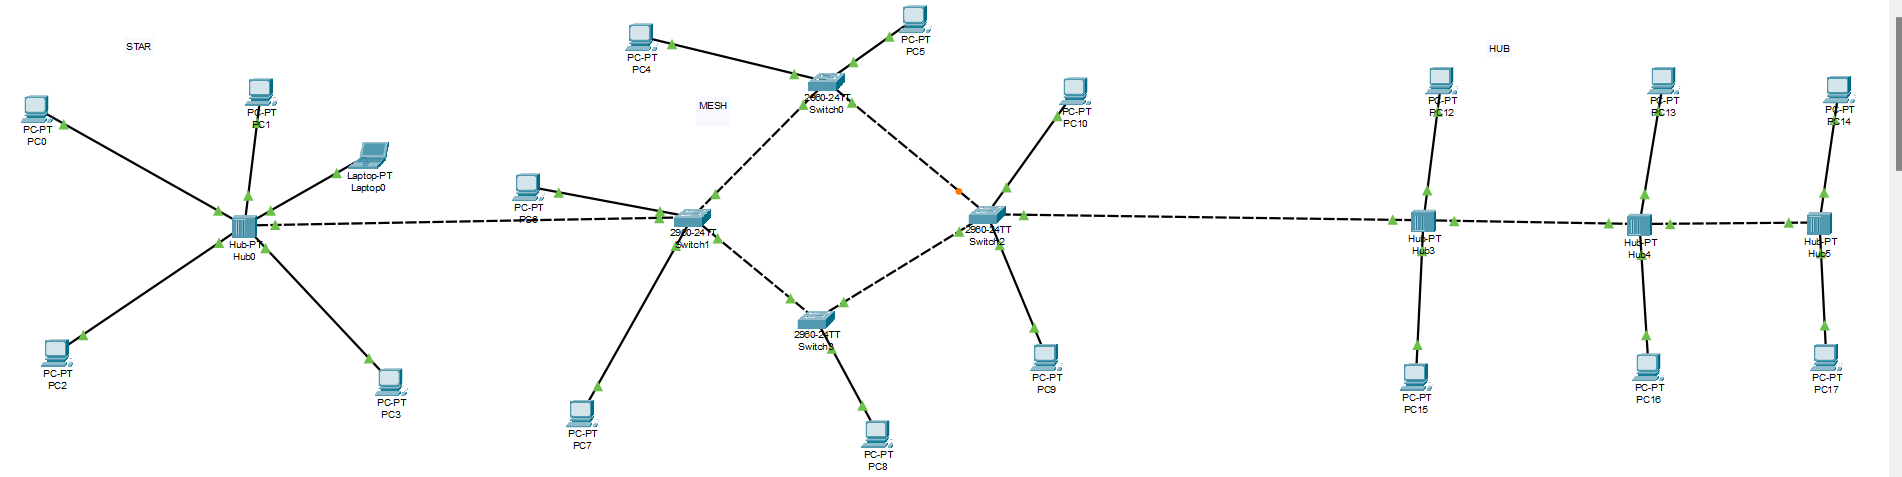 STAR
MESH
HUB
PC-PT
PC0
PC-PT
PC1
Laptop-PT
Laptop0
Hub-PT
Hub0
PC-PT
PC2
PC-PT
PC3
PC-PT
PC4
PC-PT
PC5
2960-24TT
Switch0
PC-PT
PC10
PC-PT
PC6
2960-24TT
Switch1
2960-24TT
Switch2
2960-24TT
PC-PT
PC7
PC-PT
PC8
PC-PT
PC9
PC-PT
PC12
PC-PT
PC13
PC-PT
PC14
Hub-PT
Hub3
Hub-PT
Hub4
Hub-PT
Hub5
PC-PT
PC15
PC-PT
PC16
PC-PT
PC17